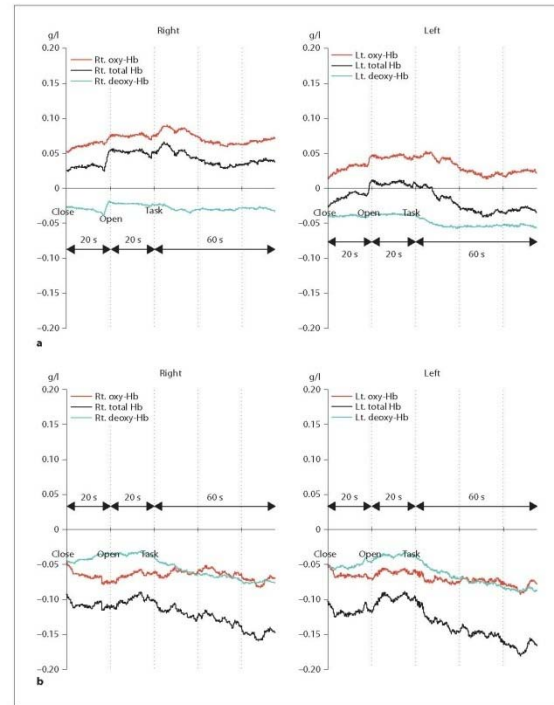 Right
Left
g/l
g/l
0.20
0.15
0.10
0.05
0
−0.05
−0.10
−0.15
−0.20
Rt. oxy-Hb
Rt. total Hb
Rt. deoxy-Hb
Close
Open
Task
20 s
20 s
60 s
0.20
0.15
0.10
0.05
0
−0.05
−0.10
−0.15
−0.20
Lt. oxy-Hb
Lt. total Hb
Lt. deoxy-Hb
Close
Open
Task
20 s
20 s
60 s
a
Right
Left
g/l
g/l
0.20
0.15
0.10
0.05
0
−0.05
−0.10
−0.15
−0.20
Rt. oxy-Hb
Rt. total Hb
Rt. deoxy-Hb
20 s
20 s
60 s
Close
Open
Task
0.20
0.15
0.10
0.05
0
−0.05
−0.10
−0.15
−0.20
Lt. oxy-Hb
Lt. total Hb
Lt. deoxy-Hb
20 s
20 s
60 s
Close
Open
Task
b